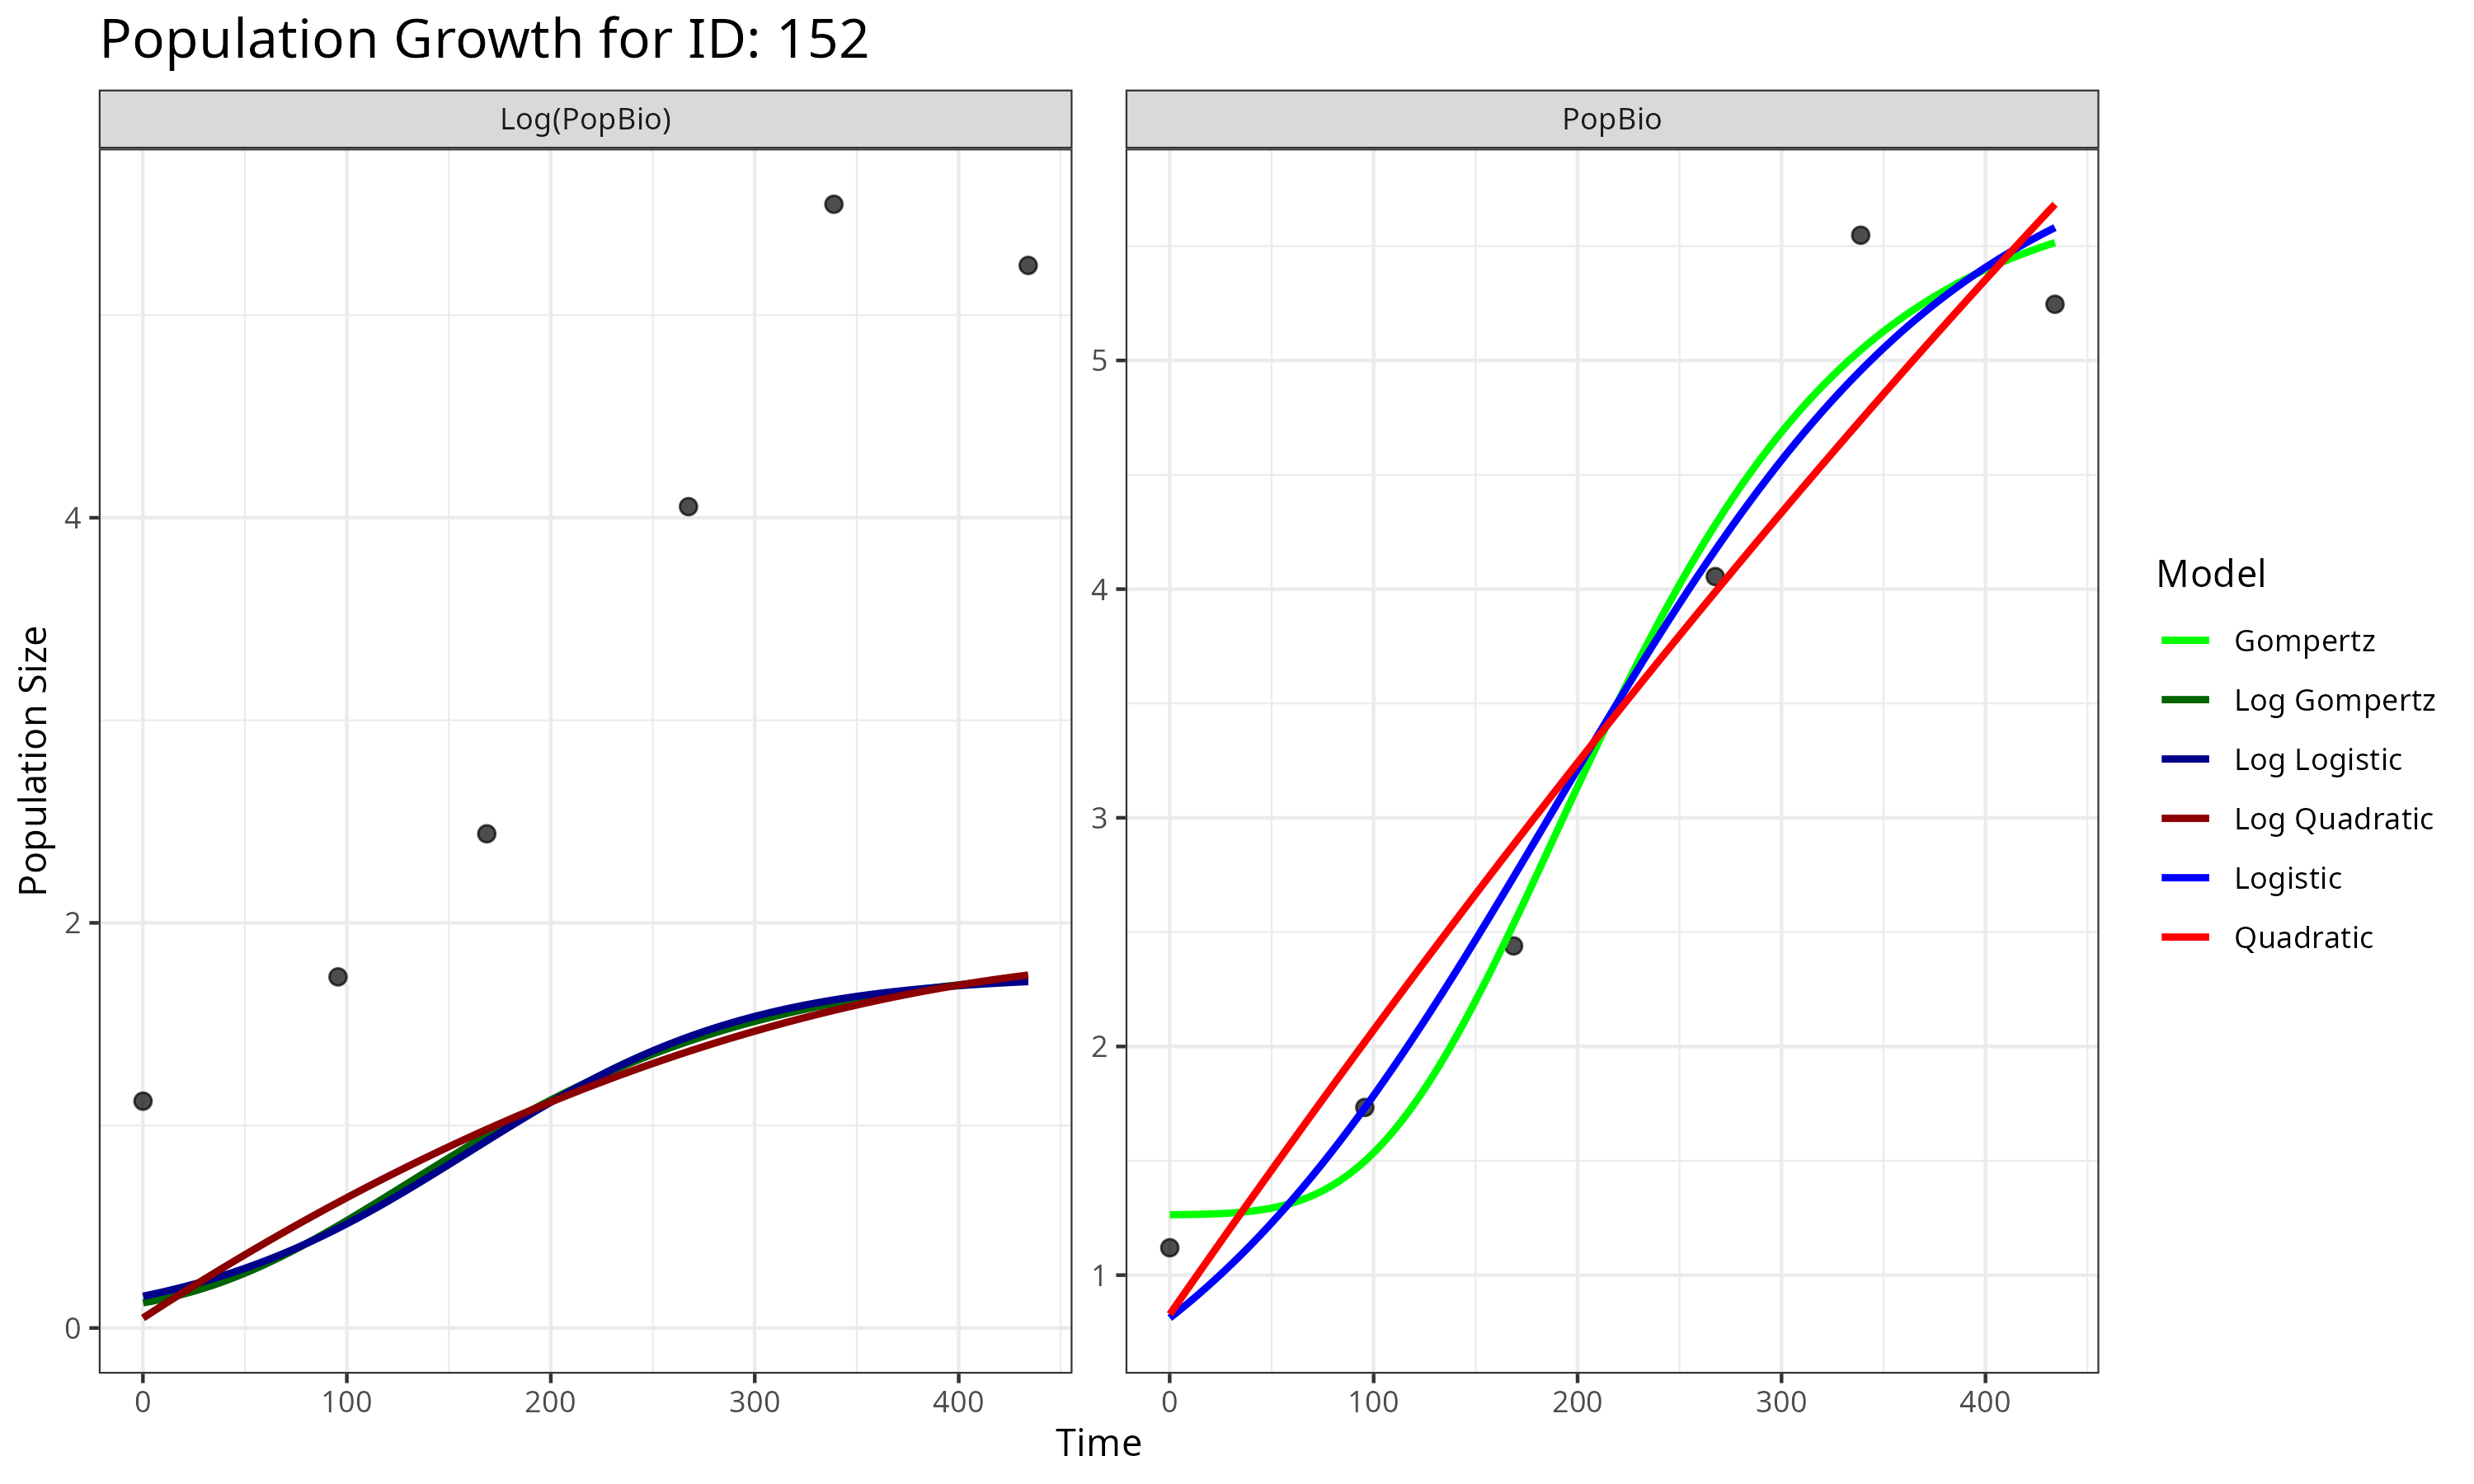 Population Growth for ID: 152
Log(PopBio)
PopBio
Population Size
4
2
0
5
4
3
2
1
0 100 200 300 400
0 100 200 300 400
Time
Model
Gompertz
Log Gompertz
Log Logistic
Log Quadratic
Logistic
Quadratic